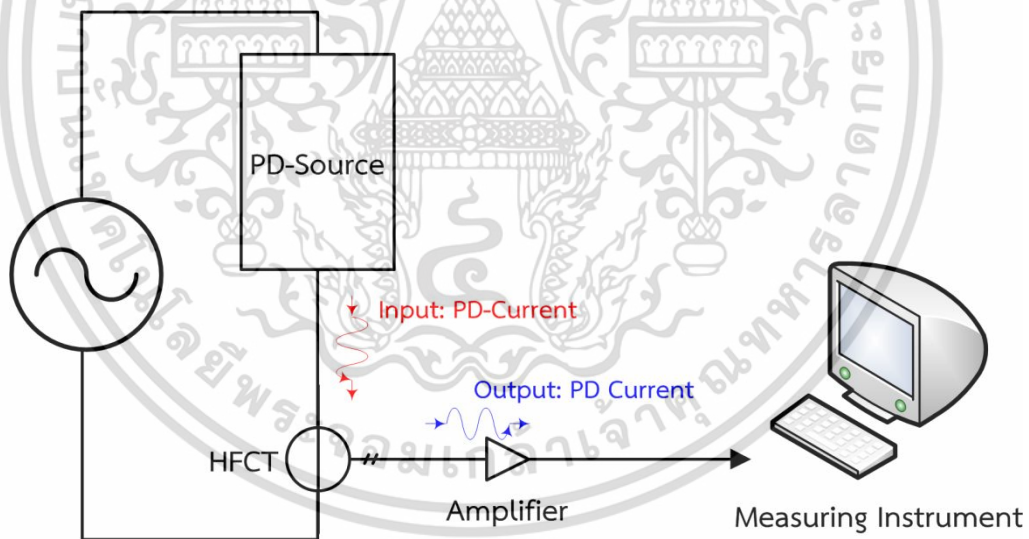 PD-Source
Input: PD-Current
Output: PD Current
HFCT
Amplifier
Measuring Instrument